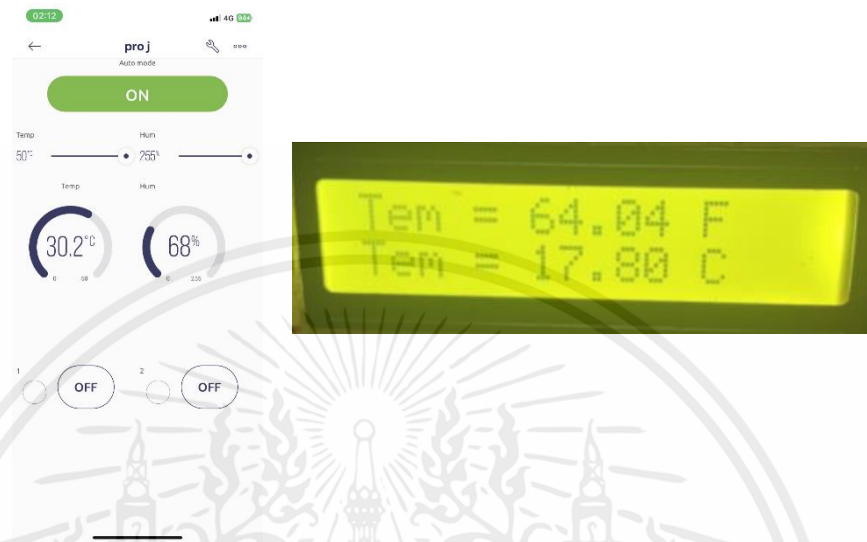 02:12
4G
proj
Auto mode
ON
Temp Hum
50°C 255%
Temp Hum
30.2°C 68%
0 50 0 255
1 2
OFF OFF
Tem = 64.04 F
Tem = 17.80 C